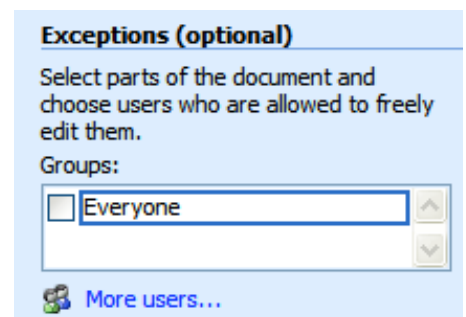 Exceptions (optional)
Select parts of the document and
choose users who are allowed to freely
edit them.
Groups:
Everyone
More users...